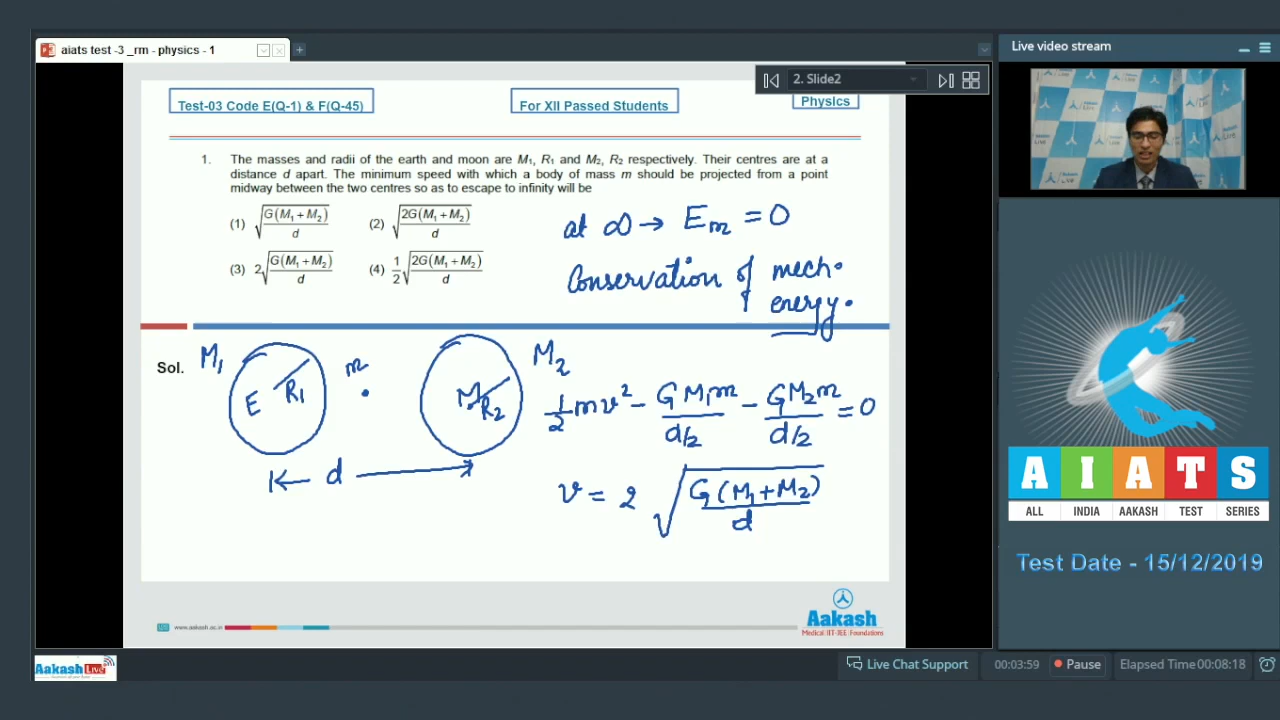 aiats test -3 _rm - physics - 1
Live video stream
2. Slide2
Test-03 Code E(Q-1) & F(Q-45)
For XII Passed Students
Physics
1. The masses and radii of the earth and moon are M₁, R₁ and M₂, R₂ respectively. Their centres are at a
distance d apart. The minimum speed with which a body of mass m should be projected from a point
midway between the two centres so as to escape to infinity will be
(1) √(G(M₁ + M₂)/d) (2) √(2G(M₁ + M₂)/d)
(3) 2√(G(M₁ + M₂)/d) (4) 1/2 √(2G(M₁ + M₂)/d)
at ∞ → Em = 0
Conservation of mech.
energy.
Sol.
M₁ E R₁ m M R₂ M₂
d
1/2 mv² - GM₁m/(d/2) - GM₂m/(d/2) = 0
v = 2 √(G(M₁+M₂)/d)
www.aakash.ac.in
Aakash
Medical|IIT-JEE|Foundations
A I A T S
ALL INDIA AAKASH TEST SERIES
Test Date - 15/12/2019
Aakash Live
Live Chat Support
00:03:59
Pause
Elapsed Time 00:08:18